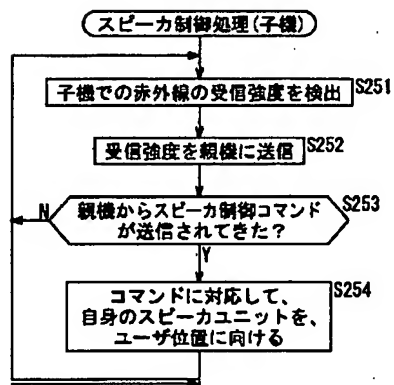 スピーカ制御処理(子機)
子機での赤外線の受信強度を検出 S251
受信強度を親機に送信 S252
親機からスピーカ制御コマンド S253
N が送信されてきた?
Y
コマンドに対応して、 S254
自身のスピーカユニットを、
ユーザ位置に向ける